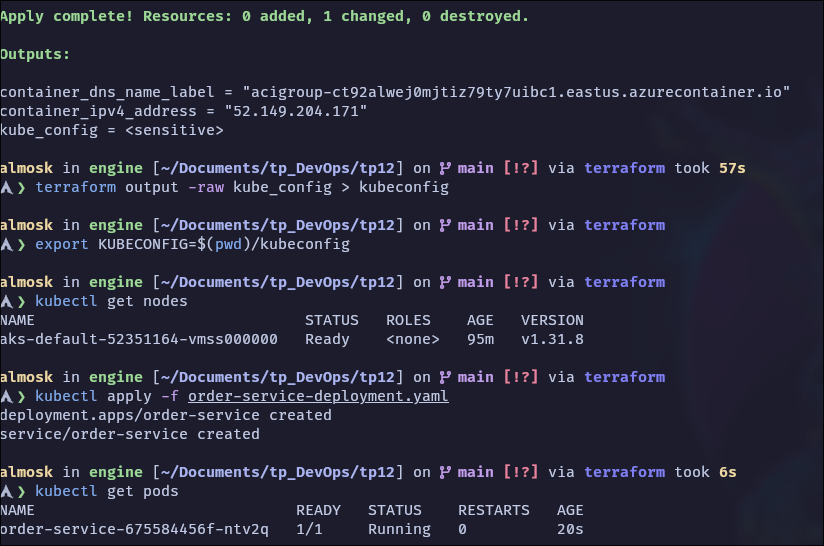 Apply complete! Resources: 0 added, 1 changed, 0 destroyed.
Outputs:
container_dns_name_label = "acigroup-ct92alwej0mjtiz79ty7uibc1.eastus.azurecontainer.io"
container_ipv4_address = "52.149.204.171"
kube_config = <sensitive>
almosk in engine [~/Documents/tp_DevOps/tp12] on main [!?] via terraform took 57s
❯ terraform output -raw kube_config > kubeconfig
almosk in engine [~/Documents/tp_DevOps/tp12] on main [!?] via terraform
❯ export KUBECONFIG=$(pwd)/kubeconfig
almosk in engine [~/Documents/tp_DevOps/tp12] on main [!?] via terraform
❯ kubectl get nodes
NAME STATUS ROLES AGE VERSION
aks-default-52351164-vmss000000 Ready <none> 95m v1.31.8
almosk in engine [~/Documents/tp_DevOps/tp12] on main [!?] via terraform
❯ kubectl apply -f order-service-deployment.yaml
deployment.apps/order-service created
service/order-service created
almosk in engine [~/Documents/tp_DevOps/tp12] on main [!?] via terraform took 6s
❯ kubectl get pods
NAME READY STATUS RESTARTS AGE
order-service-675584456f-ntv2q 1/1 Running 0 20s